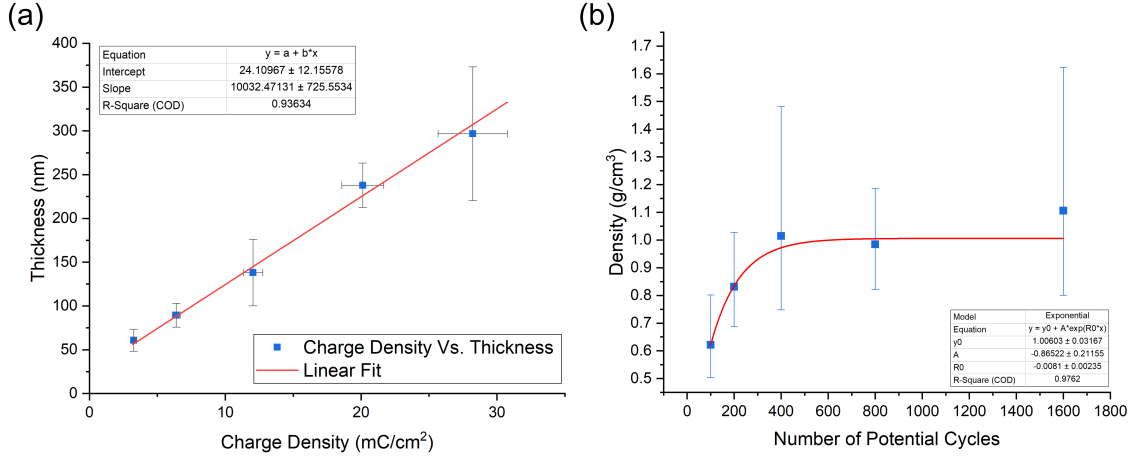 (a)
400
350
300
250
200
150
100
50
0
Thickness (nm)
Equation y = a + b*x
Intercept 24.10967 ± 12.15578
Slope 10032.47131 ± 725.5534
R-Square (COD) 0.93634
Charge Density Vs. Thickness
Linear Fit
0 10 20 30
Charge Density (mC/cm²)
(b)
1.7
1.6
1.5
1.4
1.3
1.2
1.1
1.0
0.9
0.8
0.7
0.6
0.5
Density (g/cm³)
Model Exponential
Equation y = y0 + A*exp(R0*x)
y0 1.00603 ± 0.03167
A -0.86522 ± 0.21155
R0 -0.0081 ± 0.00235
R-Square (COD) 0.9762
0 200 400 600 800 1000 1200 1400 1600 1800
Number of Potential Cycles